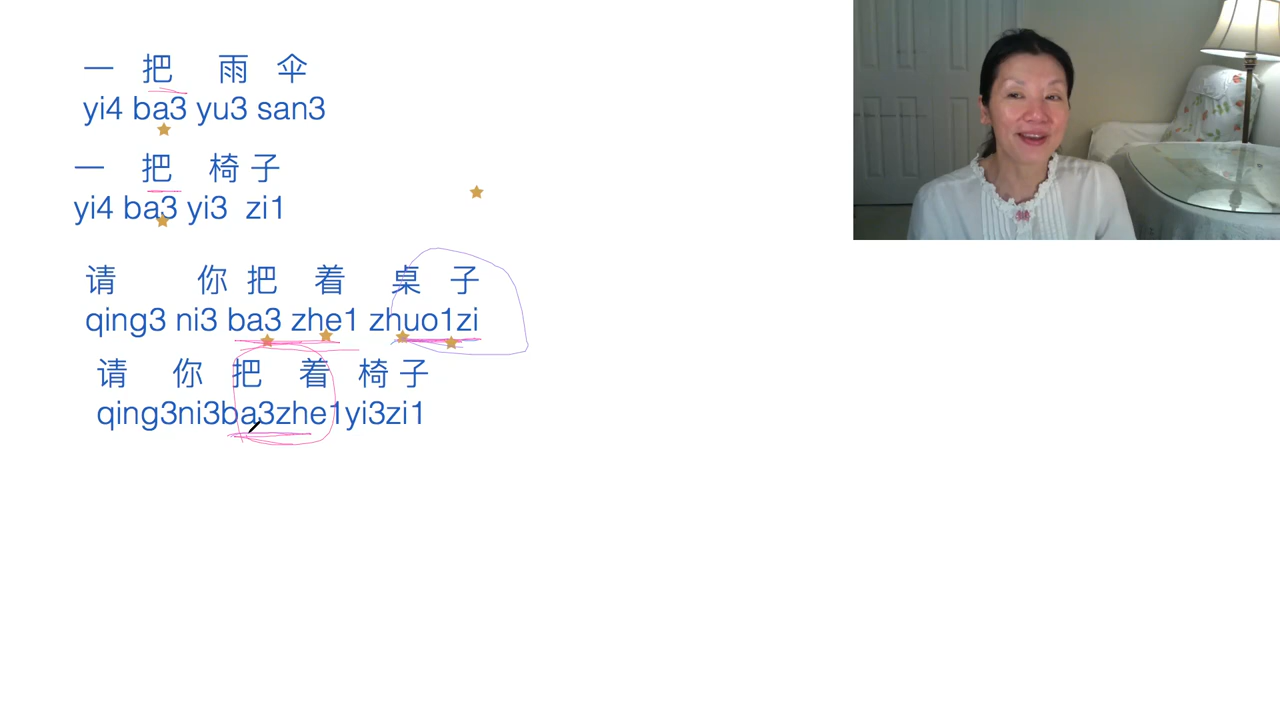 一 把 雨 伞
yi4 ba3 yu3 san3
一 把 椅 子
yi4 ba3 yi3 zi1
请 你 把 着 桌 子
qing3 ni3 ba3 zhe1 zhuo1zi
请 你 把 着 椅 子
qing3ni3ba3zhe1yi3zi1